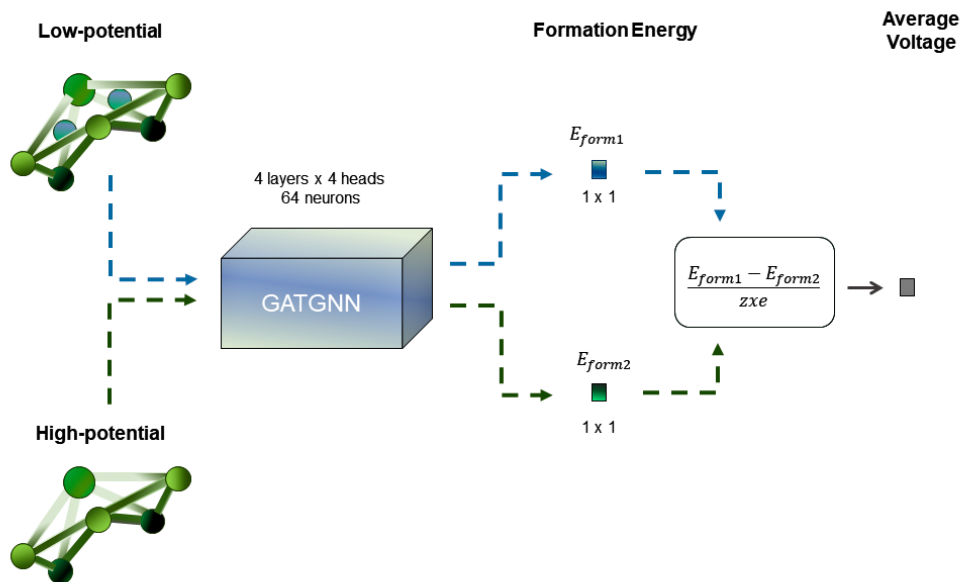 Low-potential
Formation Energy
Average
Voltage
E_form1
1 x 1
4 layers x 4 heads
64 neurons
GATGNN
E_form1 − E_form2
zxe
E_form2
1 x 1
High-potential